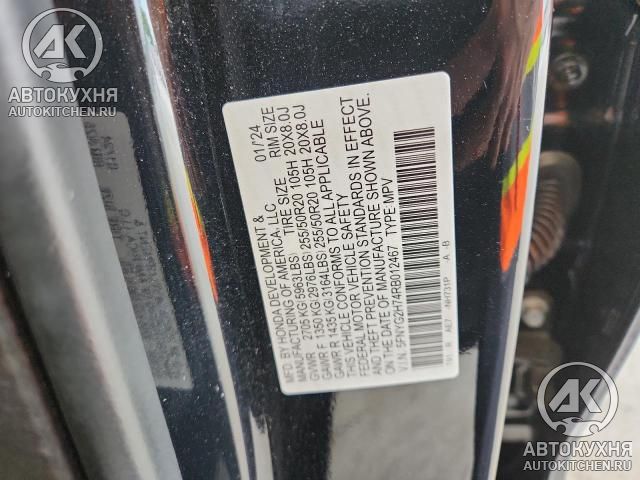 AK
АВТОКУХНЯ
AUTOKITCHEN.RU
MFD. BY HONDA DEVELOPMENT &
MANUFACTURING OF AMERICA, LLC 01/24
GVWR 2705 KG(5963LBS) TIRE SIZE RIM SIZE
GAWR F 1350 KG(2976LBS) 255/50R20 105H 20X8.0J
GAWR R 1435 KG(3164LBS) 255/50R20 105H 20X8.0J
THIS VEHICLE CONFORMS TO ALL APPLICABLE
FEDERAL MOTOR VEHICLE SAFETY
AND THEFT PREVENTION STANDARDS IN EFFECT
ON THE DATE OF MANUFACTURE SHOWN ABOVE.
V.I.N. 5FNYG2H74RB012467 TYPE:MPV
A B
AK
АВТОКУХНЯ
AUTOKITCHEN.RU